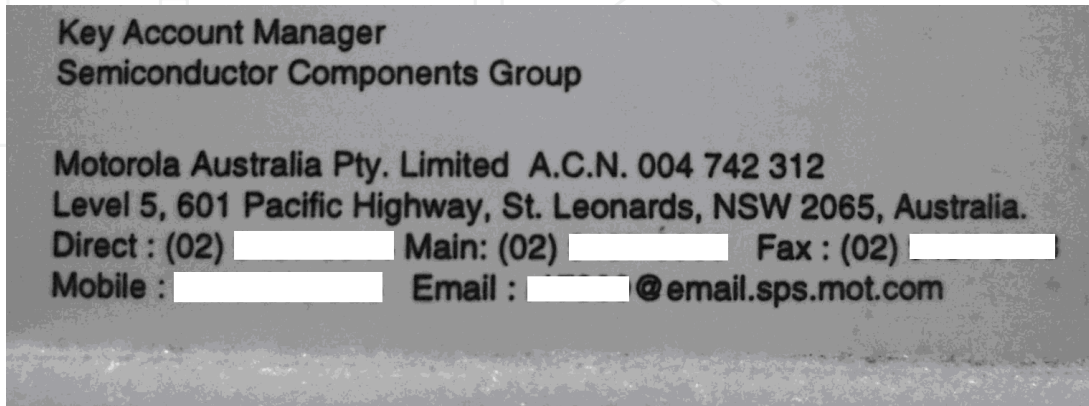 Key Account Manager
Semiconductor Components Group
Motorola Australia Pty. Limited A.C.N. 004 742 312
Level 5, 601 Pacific Highway, St. Leonards, NSW 2065, Australia.
Direct : (02) Main: (02) Fax : (02)
Mobile : Email : @email.sps.mot.com